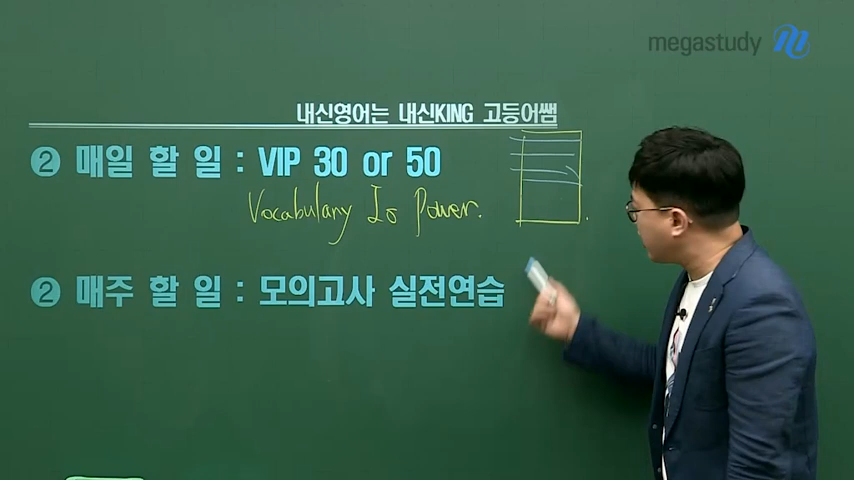 megastudy
내신영어는 내신KING 고등어쌤
❷ 매일 할 일 : VIP 30 or 50
Vocabulary Is Power.
❷ 매주 할 일 : 모의고사 실전연습